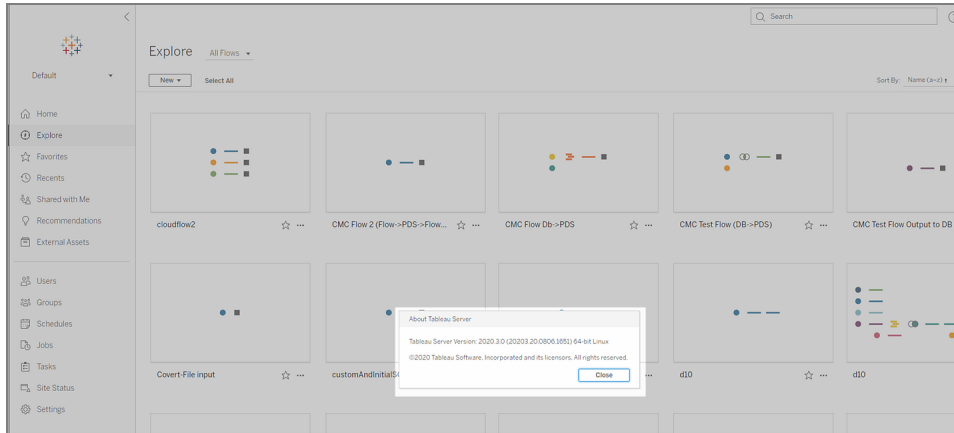 Search
Explore
All Flows
Default
New
Select All
Sort By: Name (a–z)
Home
Explore
Favorites
Recents
Shared with Me
Recommendations
External Assets
Users
Groups
Schedules
Jobs
Tasks
Site Status
Settings
cloudflow2
CMC Flow 2 (Flow->PDS->Flow...
CMC Flow Db->PDS
CMC Test Flow (DB->PDS)
CMC Test Flow Output to DB
Covert-File input
d10
d10
About Tableau Server
Tableau Server Version: 2020.3.0 (20203.20.0806.1651) 64-bit Linux
©2020 Tableau Software. Incorporated and its licensors. All rights reserved.
Close